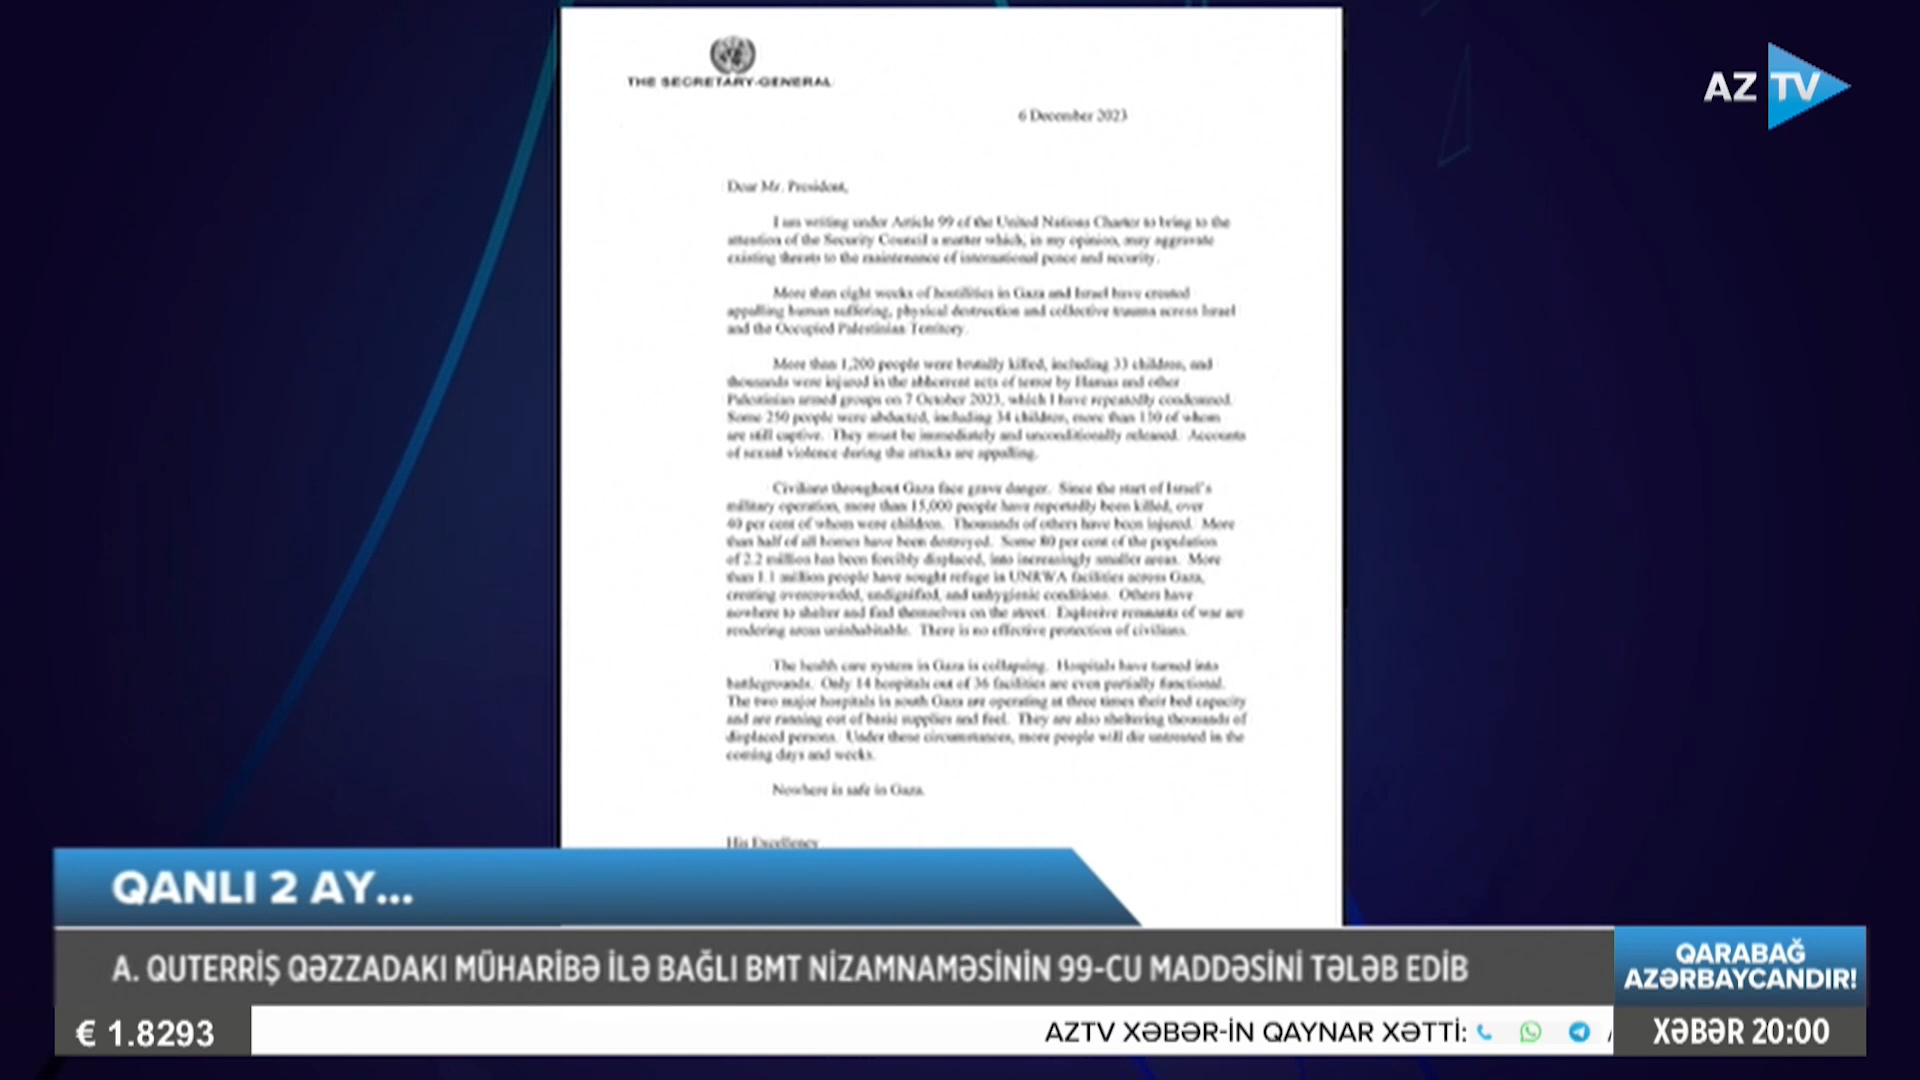 THE SECRETARY-GENERAL
6 December 2023
AZ TV
Dear Mr. President,
I am writing under Article 99 of the United Nations Charter to bring to the
attention of the Security Council a matter which, in my opinion, may aggravate
existing threats to the maintenance of international peace and security.
More than eight weeks of hostilities in Gaza and Israel have created
appalling human suffering, physical destruction and collective trauma across Israel
and the Occupied Palestinian Territory.
More than 1,200 people were brutally killed, including 33 children, and
thousands were injured in the abhorrent acts of terror by Hamas and other
Palestinian armed groups on 7 October 2023, which I have repeatedly condemned.
Some 250 people were abducted, including 34 children, more than 130 of whom
are still captive. They must be immediately and unconditionally released. Accounts
of sexual violence during the attacks are appalling.
Civilians throughout Gaza face grave danger. Since the start of Israel's
military operation, more than 15,000 people have reportedly been killed, over
40 per cent of whom were children. Thousands of others have been injured. More
than half of all homes have been destroyed. Some 80 per cent of the population
of 2.2 million has been forcibly displaced, into increasingly smaller areas. More
than 1.1 million people have sought refuge in UNRWA facilities across Gaza,
creating overcrowded, undignified, and unhygienic conditions. Others have
nowhere to shelter and find themselves on the street. Explosive remnants of war are
rendering areas uninhabitable. There is no effective protection of civilians.
The health care system in Gaza is collapsing. Hospitals have turned into
battlegrounds. Only 14 hospitals out of 36 facilities are even partially functional.
The two major hospitals in south Gaza are operating at three times their bed capacity
and are running out of basic supplies and fuel. They are also sheltering thousands of
displaced persons. Under these circumstances, more people will die untreated in the
coming days and weeks.
Nowhere is safe in Gaza.
His Excellency
QANLI 2 AY...
A. QUTERRİŞ QƏZZADAKI MÜHARİBƏ İLƏ BAĞLI BMT NİZAMNAMƏSİNİN 99-CU MADDƏSİNİ TƏLƏB EDİB
QARABAĞ
AZƏRBAYCANDIR!
€ 1.8293
AZTV XƏBƏR-İN QAYNAR XƏTTİ:
XƏBƏR 20:00